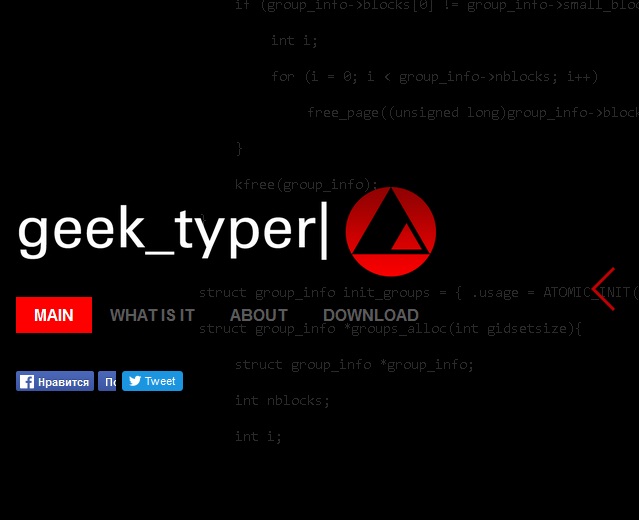 if (group_info->blocks[0] != group_info->small_bloc
int i;
for (i = 0; i < group_info->nblocks; i++)
free_page((unsigned long)group_info->block
}
kfree(group_info);
geek_typer|
}
struct group_info init_groups = { .usage = ATOMIC_INIT(
MAIN WHAT IS IT ABOUT DOWNLOAD
struct group_info *groups_alloc(int gidsetsize){
struct group_info *group_info;
Нравится По Tweet
int nblocks;
int i;